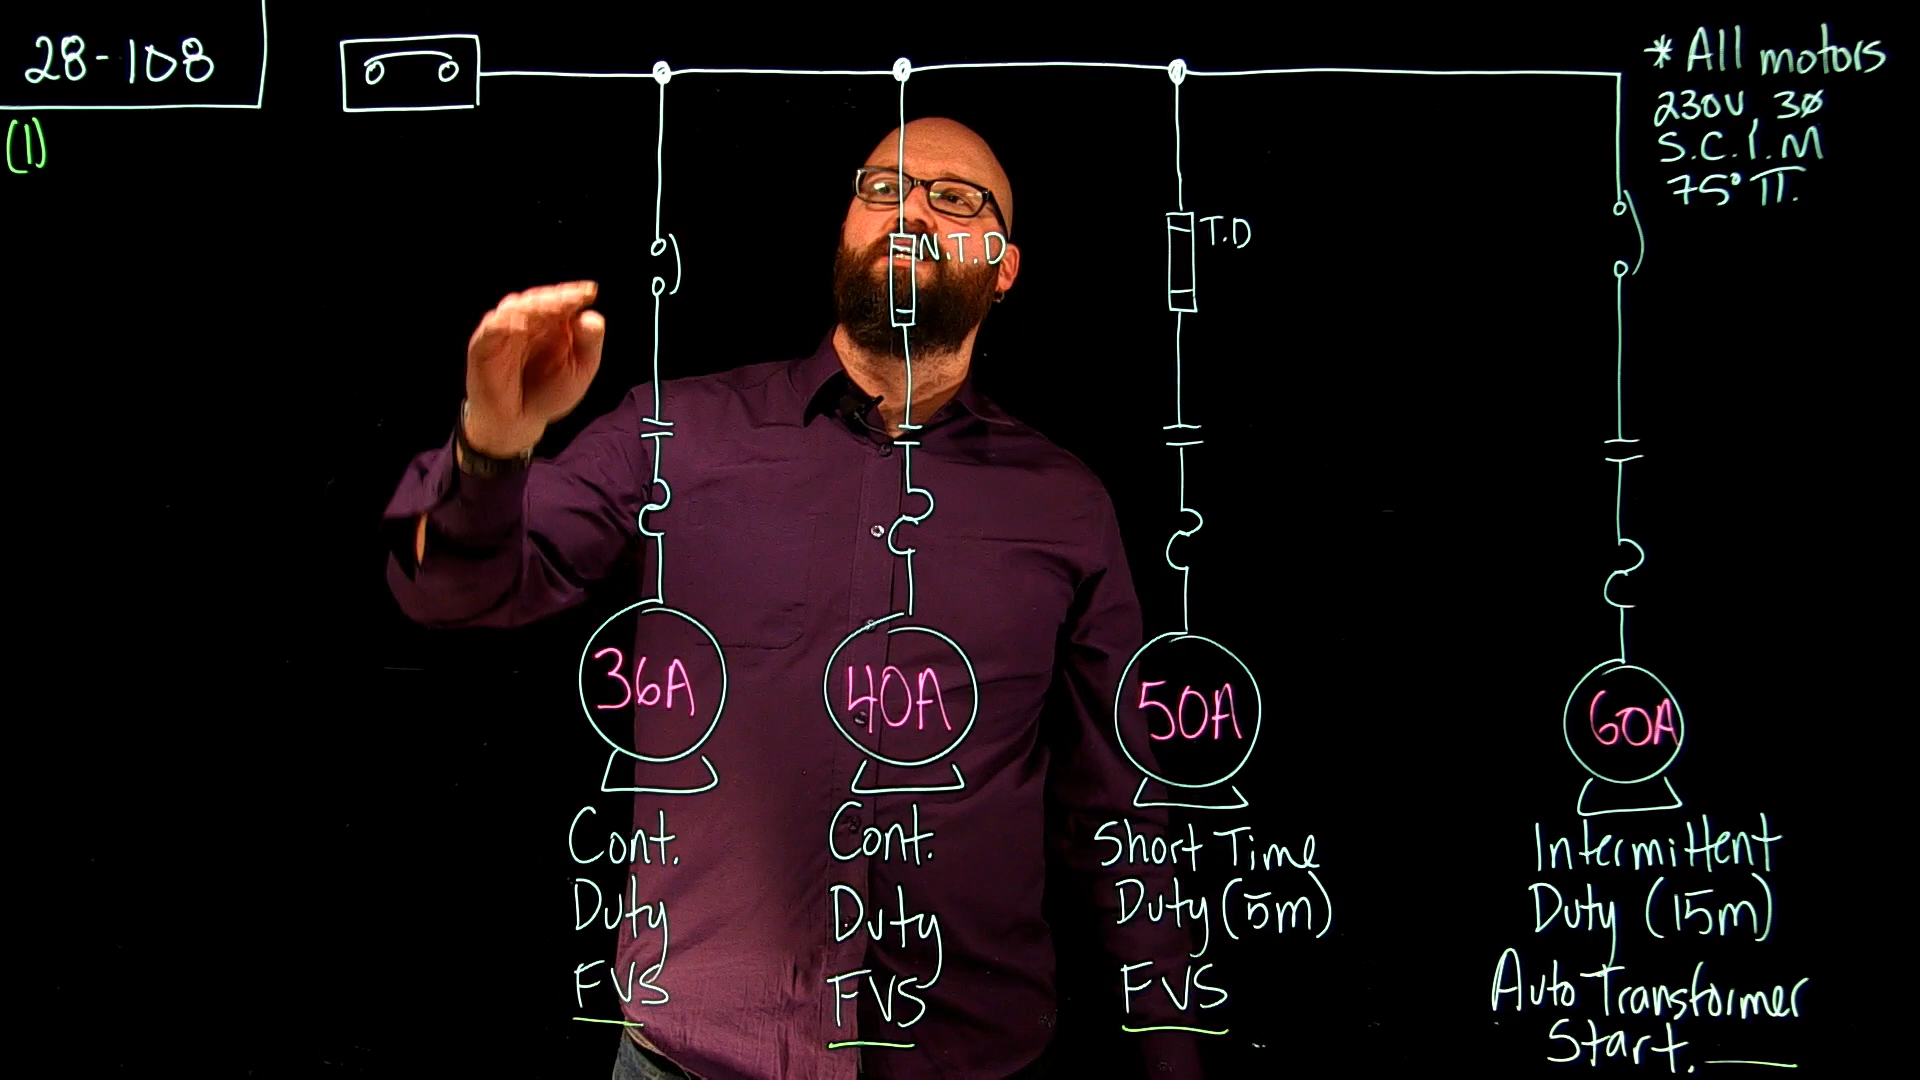 28-108
(1)
* All motors
230V, 3Ø
S.C.I.M
75° TI.
N.T.D
T.D
36A
40A
50A
60A
Cont.
Duty
FVS
Cont.
Duty
FVS
Short Time
Duty (5m)
FVS
Intermittent
Duty (15m)
Auto Transformer
Start.